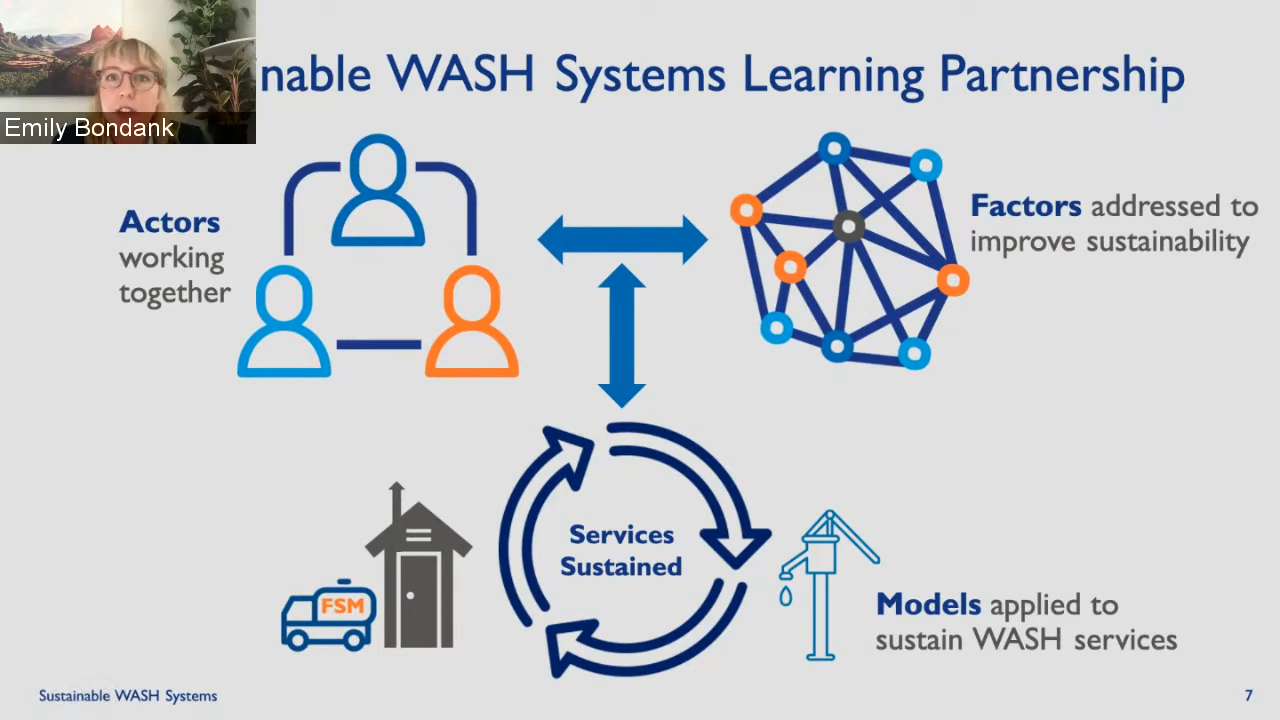 nable WASH Systems Learning Partnership
Emily Bondank
Actors
working
together
Factors addressed to
improve sustainability
Services
Sustained
FSM
Models applied to
sustain WASH services
Sustainable WASH Systems
7